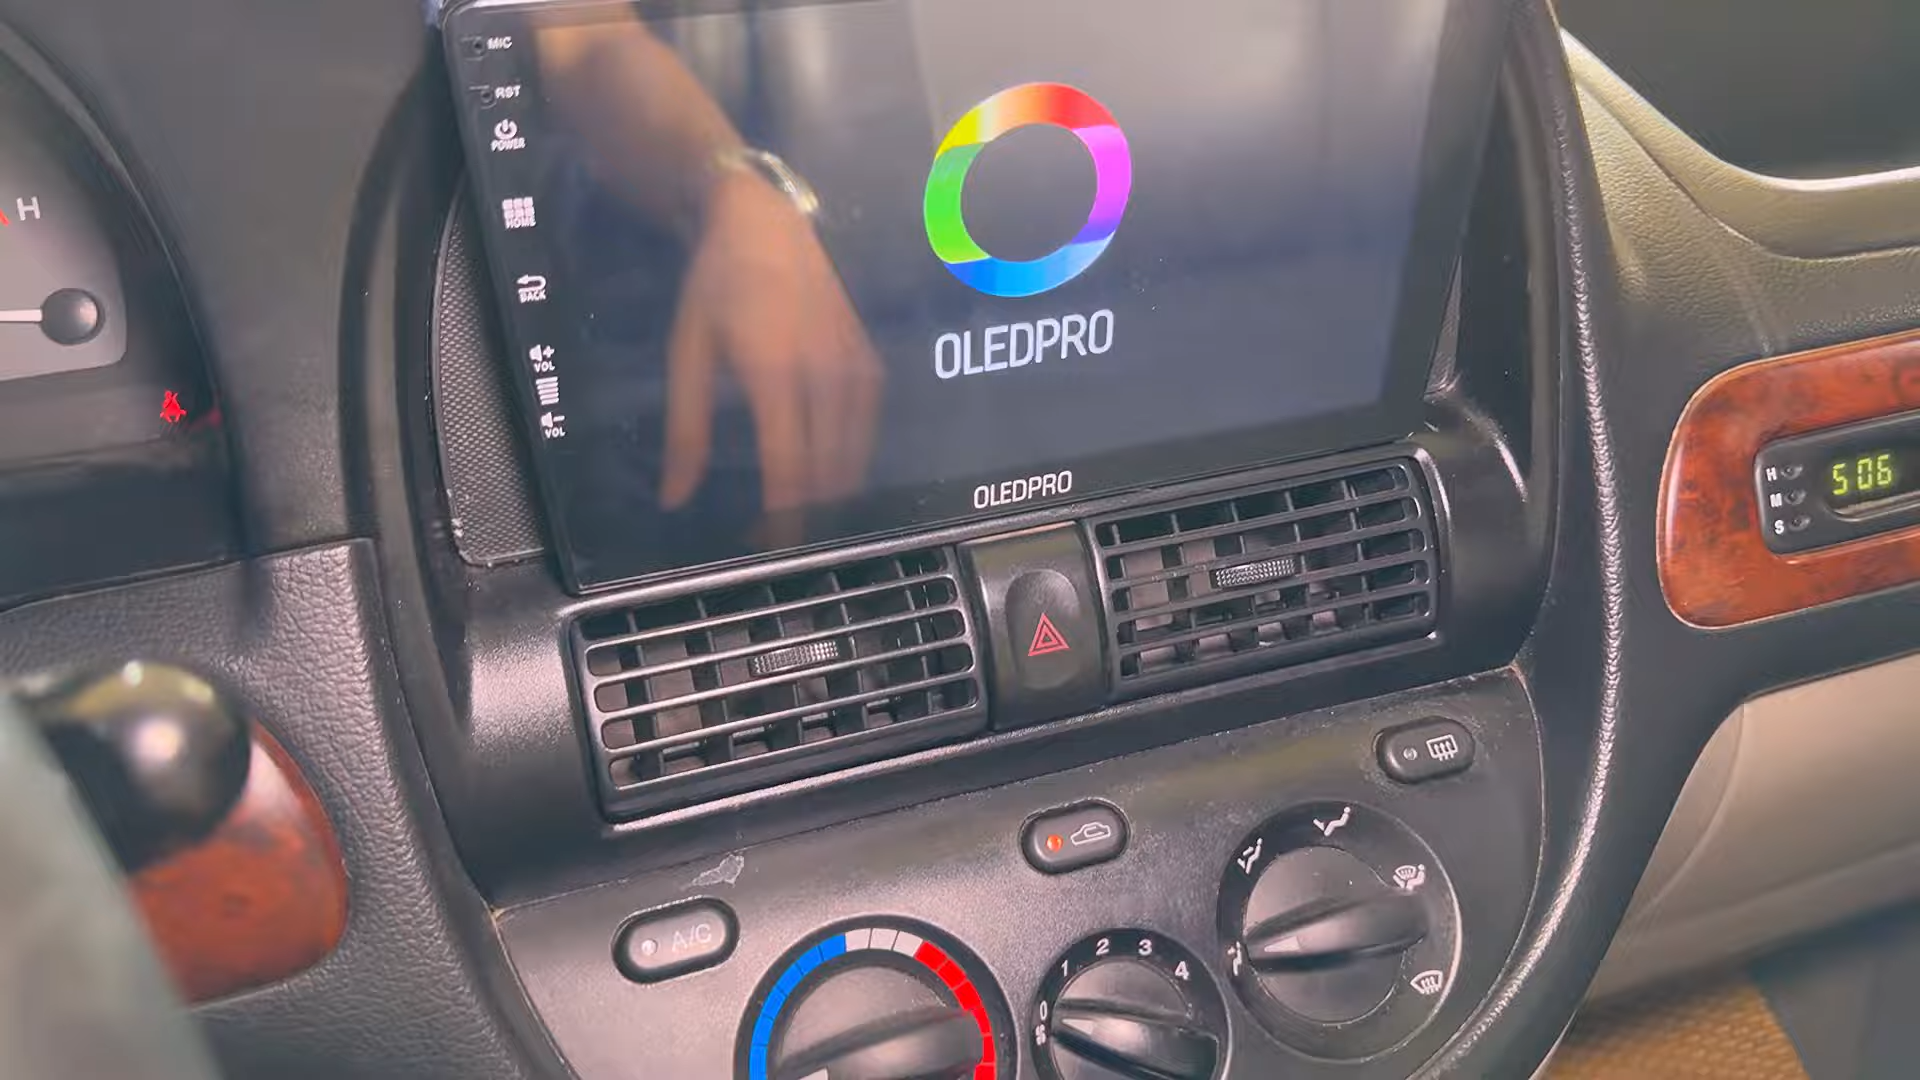 MIC
RST
POWER
HOME
BACK
VOL
VOL
OLEDPRO
OLEDPRO
H
H
M
S
5 06
A/C
0 1 2 3 4